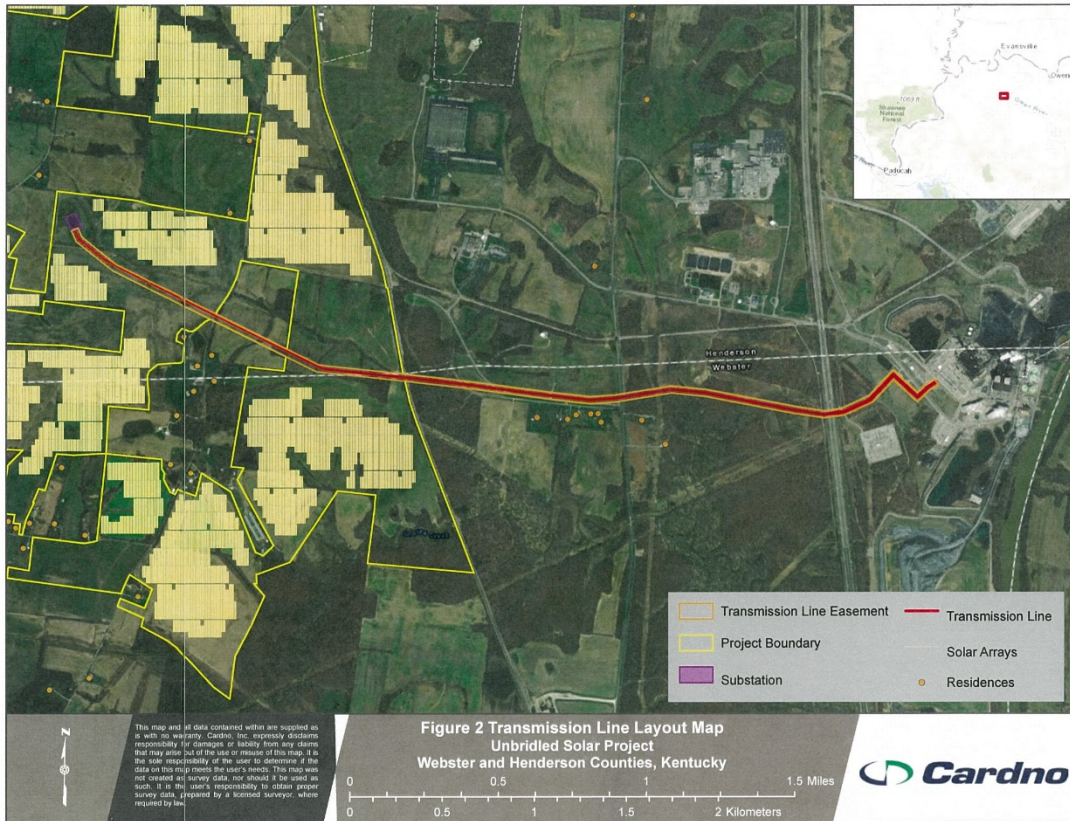 Evansville
Owen
Shawnee
National
Forest
Green River
Paducah
Henderson
Webster
Transmission Line Easement
Transmission Line
Project Boundary
Solar Arrays
Substation
Residences
N
This map and all data contained within are supplied as
is with no warranty. Cardno, Inc. expressly disclaims
responsibility for damages or liability from any claims
that may arise out of the use or misuse of this map. It is
the sole responsibility of the user to determine if the
data on this map meets the user's needs. This map was
not created as survey data, nor should it be used as
such. It is the user's responsibility to obtain proper
survey data, prepared by a licensed surveyor, where
required by law.
Figure 2 Transmission Line Layout Map
Unbridled Solar Project
Webster and Henderson Counties, Kentucky
0 0.5 1 1.5 Miles
0 0.5 1 1.5 2 Kilometers
Cardno